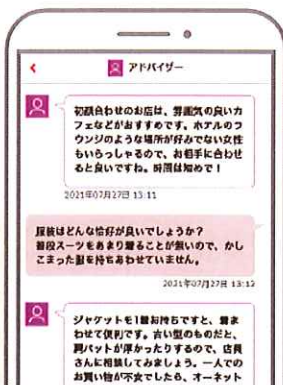 アドバイザー
初顔合わせのお店は、雰囲気の良いカ
フェなどがおすすめです。ホテルのラ
ウンジのような場所が好みでない女性
もいらっしゃるので、お相手に合わせ
ると良いですね。時間は短めで！
2021年07月27日 13:11
服装はどんな恰好が良いでしょうか？
普段スーツをあまり着ることが無いので、かし
こまった服を持ちあわせていません。
2021年07月27日 13:13
ジャケットを1着お持ちですと、着ま
わせて便利です。古い型のものだと、
肩パットが厚かったりするので、店員
さんに相談してみましょう。一人での
お買い物が不安でしたら、オーネット